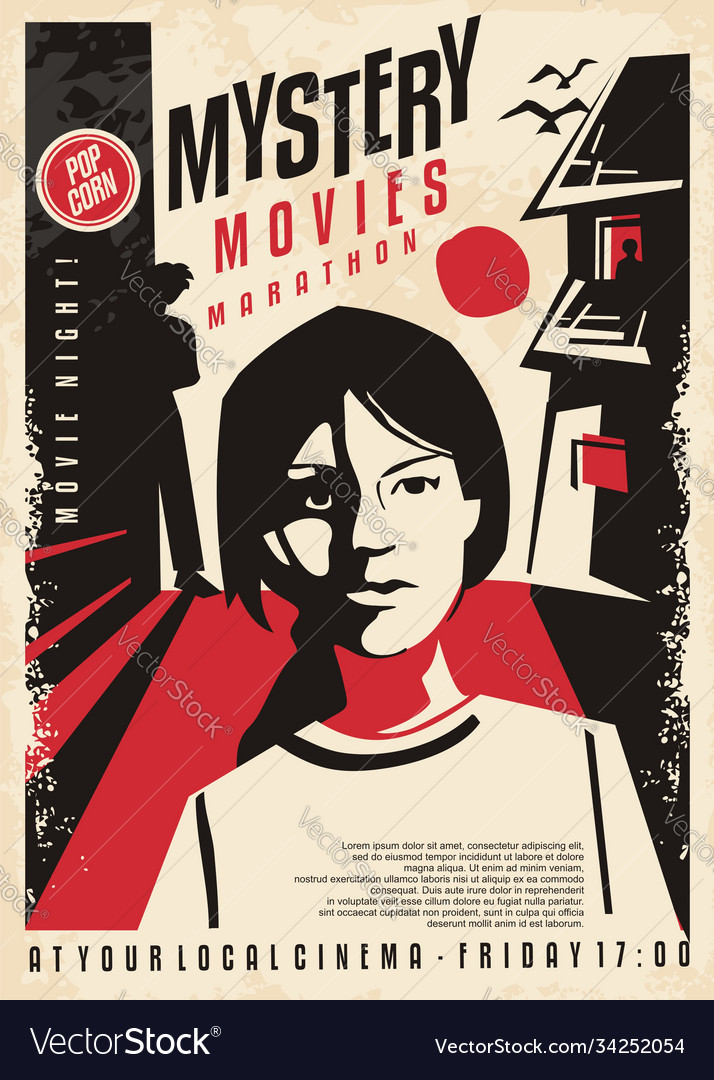 MYSTERY
MOVIES
MARATHON
POP
CORN
MOVIE NIGHT!
Lorem ipsum dolor sit amet, consectetur adipiscing elit,
sed do eiusmod tempor incididunt ut labore et dolore
magna aliqua. Ut enim ad minim veniam,
nostrud exercitation ullamco laboris nisi ut aliquip ex ea commodo
consequat. Duis aute irure dolor in reprehenderit
in voluptate velit esse cillum dolore eu fugiat nulla pariatur.
sint occaecat cupidatat non proident, sunt in culpa qui officia
deserunt mollit anim id est laborum.
AT YOUR LOCAL CINEMA - FRIDAY 17:00
VectorStock®
VectorStock.com/34252054